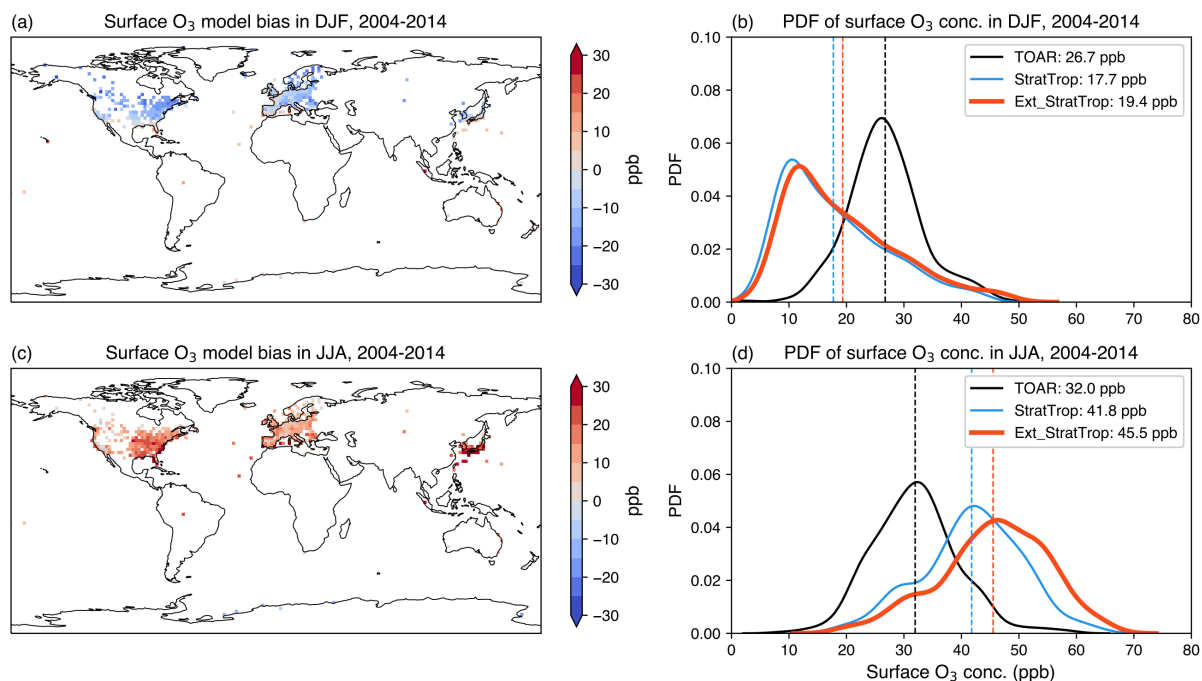 (a) Surface O₃ model bias in DJF, 2004-2014
30
20
10
0
−10
−20
−30
ppb
(b) PDF of surface O₃ conc. in DJF, 2004-2014
TOAR: 26.7 ppb
StratTrop: 17.7 ppb
Ext_StratTrop: 19.4 ppb
0.10
0.08
0.06
0.04
0.02
0.00
PDF
0 10 20 30 40 50 60 70 80
(c) Surface O₃ model bias in JJA, 2004-2014
30
20
10
0
−10
−20
−30
ppb
(d) PDF of surface O₃ conc. in JJA, 2004-2014
TOAR: 32.0 ppb
StratTrop: 41.8 ppb
Ext_StratTrop: 45.5 ppb
0.10
0.08
0.06
0.04
0.02
0.00
PDF
0 10 20 30 40 50 60 70 80
Surface O₃ conc. (ppb)